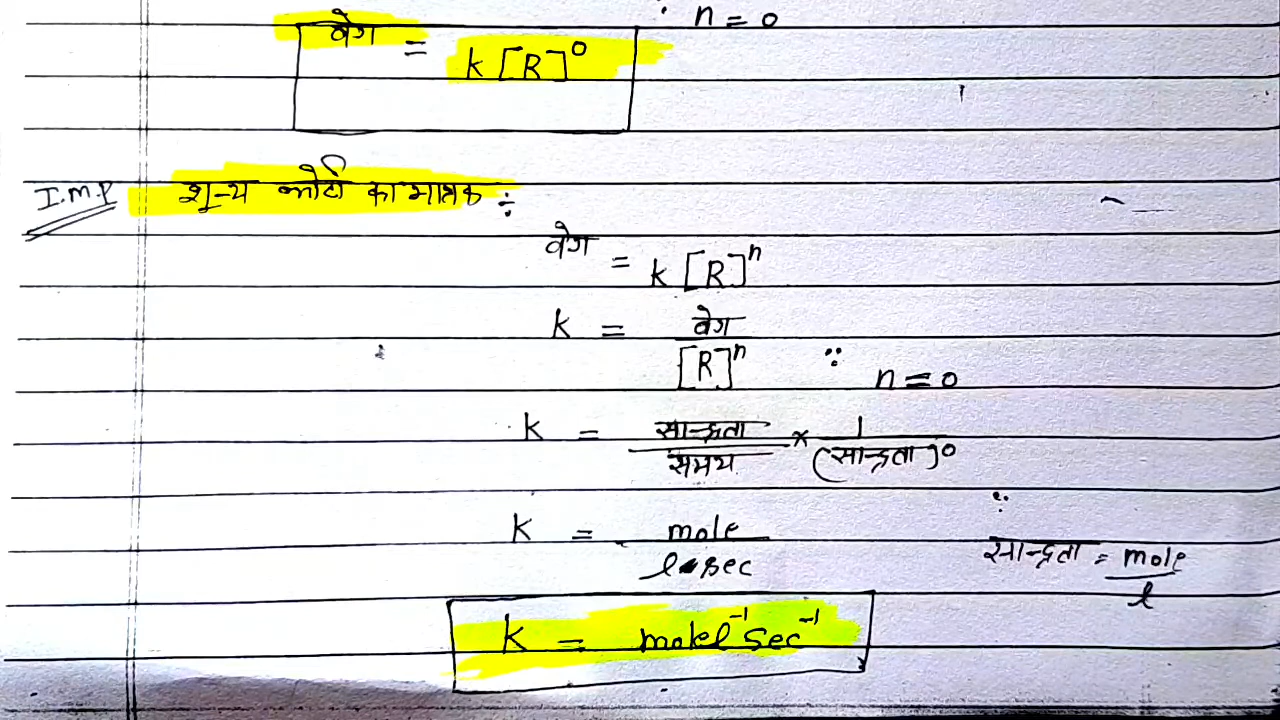 ∵ n = 0
वेग = k [R]⁰
I.M.P शून्य कोटी का मात्रक ÷
वेग = k [R]ⁿ
k = वेग / [R]ⁿ ∵ n = 0
k = सान्द्रता / समय × 1 / (सान्द्रता)⁰
k = mole / l sec ∵ सान्द्रता = mole / l
k = mole l⁻¹ sec⁻¹